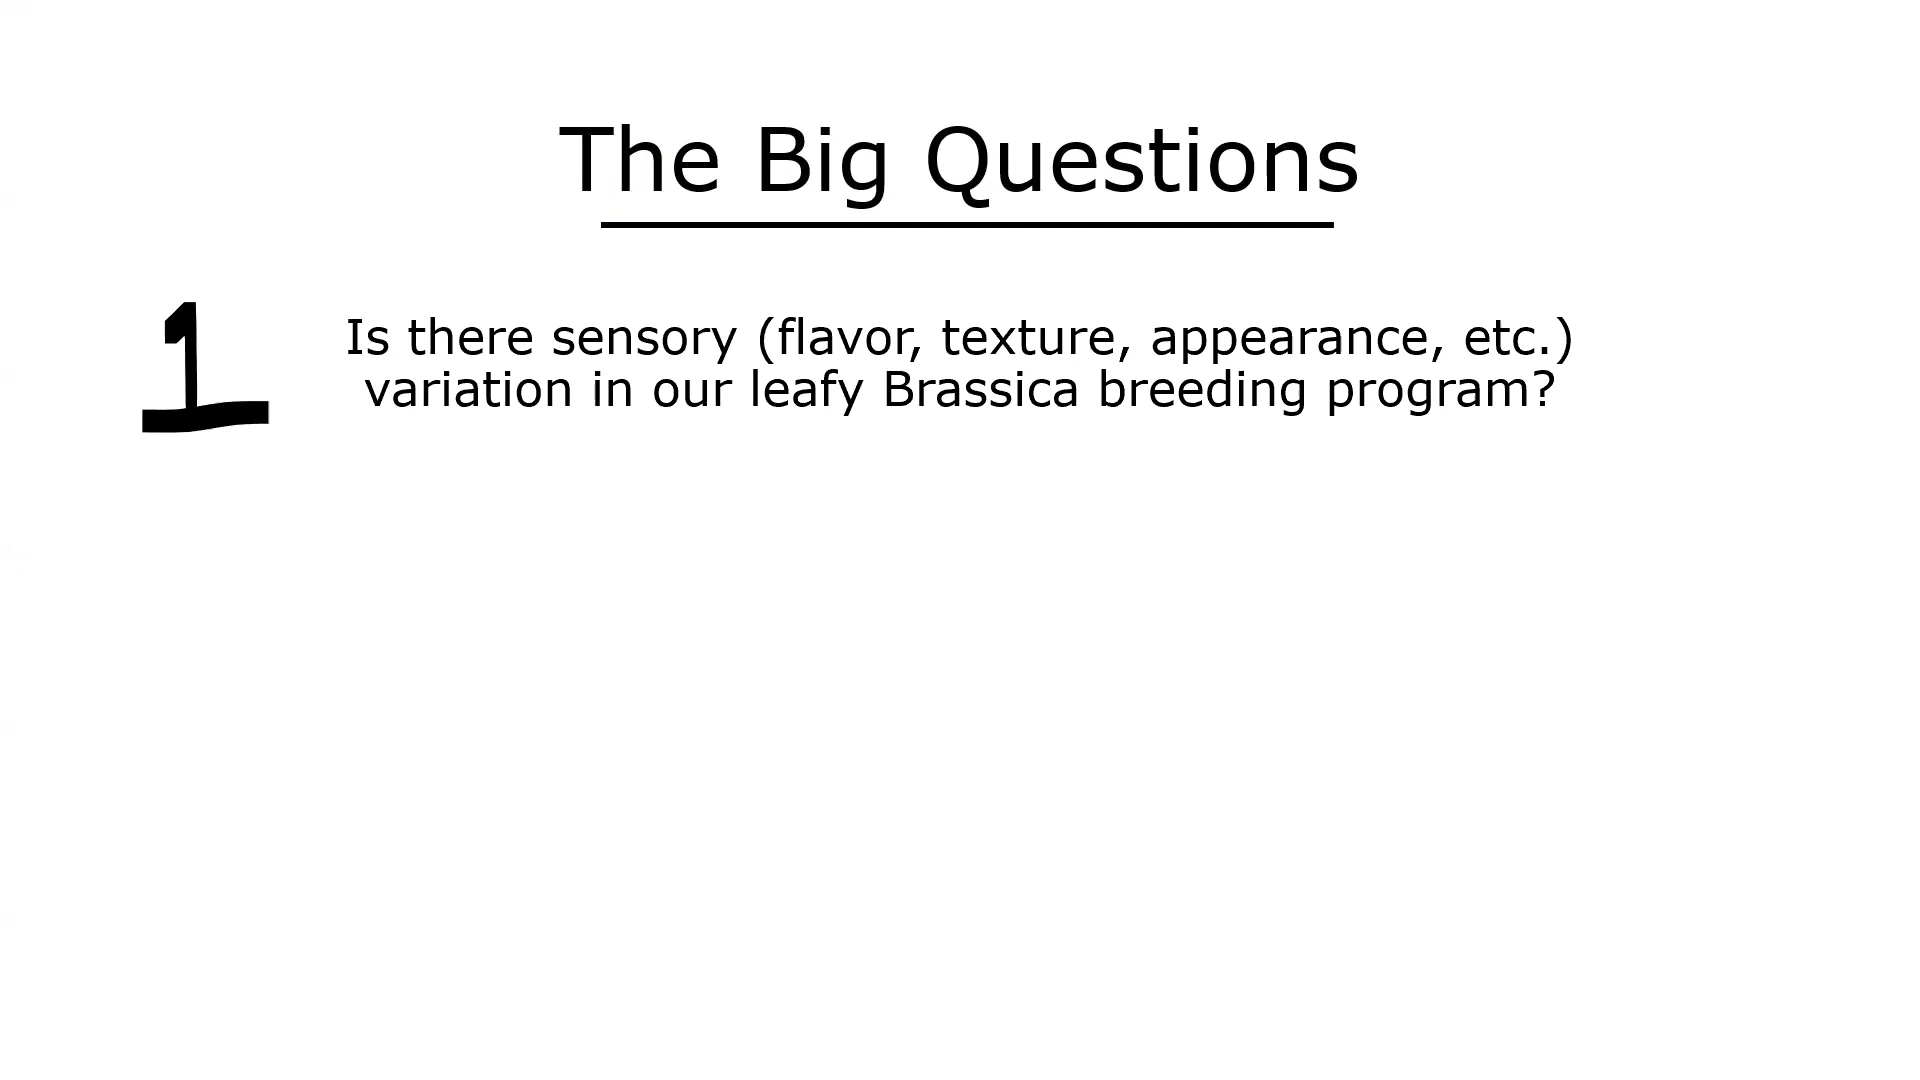 The Big Questions
1
Is there sensory (flavor, texture, appearance, etc.)
variation in our leafy Brassica breeding program?